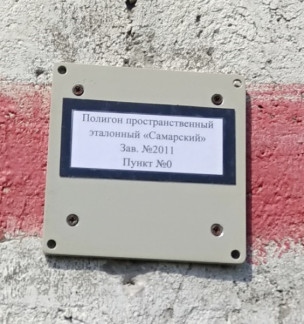 Полигон пространственный
эталонный «Самарский»
Зав. №2011
Пункт №0